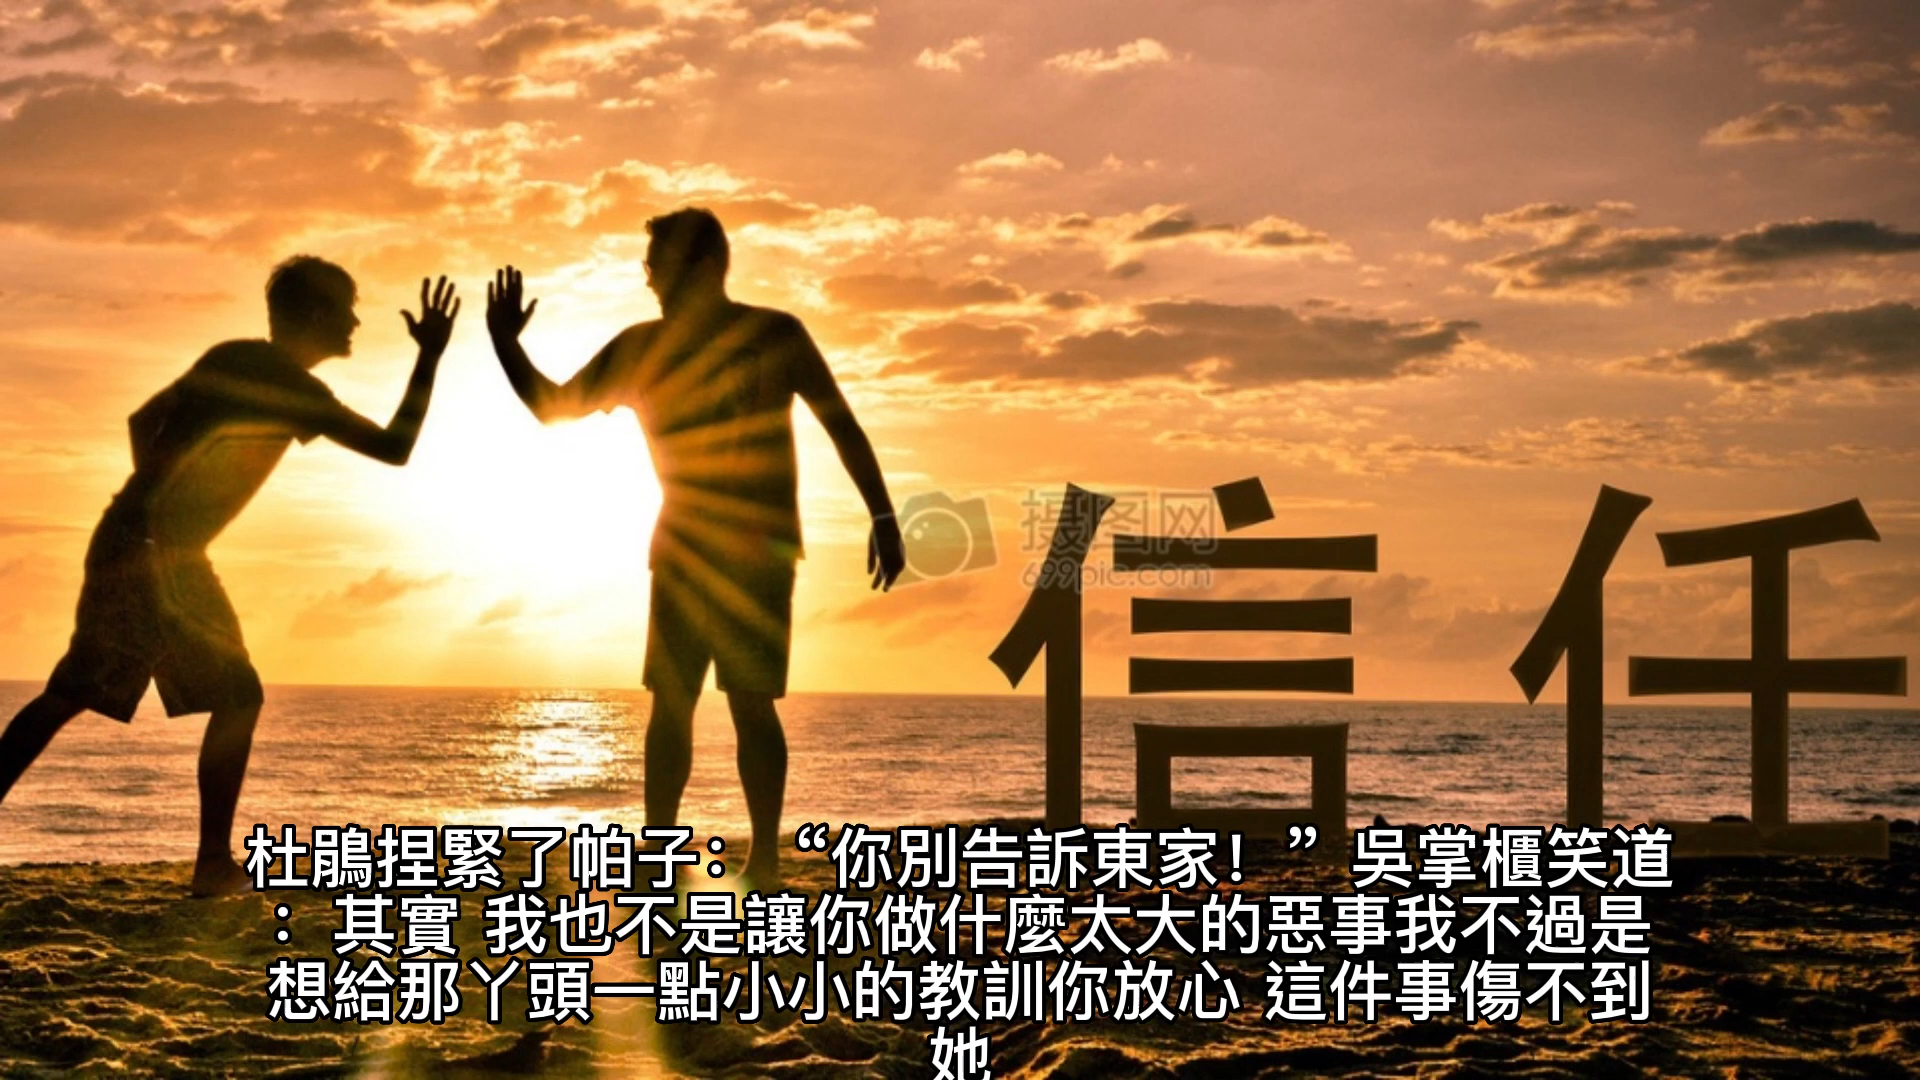 摄图网
699pic.com
信任
杜鵑捏緊了帕子：“你別告訴東家！”吳掌櫃笑道
：其實 我也不是讓你做什麼太大的惡事我不過是
想給那丫頭一點小小的教訓你放心 這件事傷不到
她